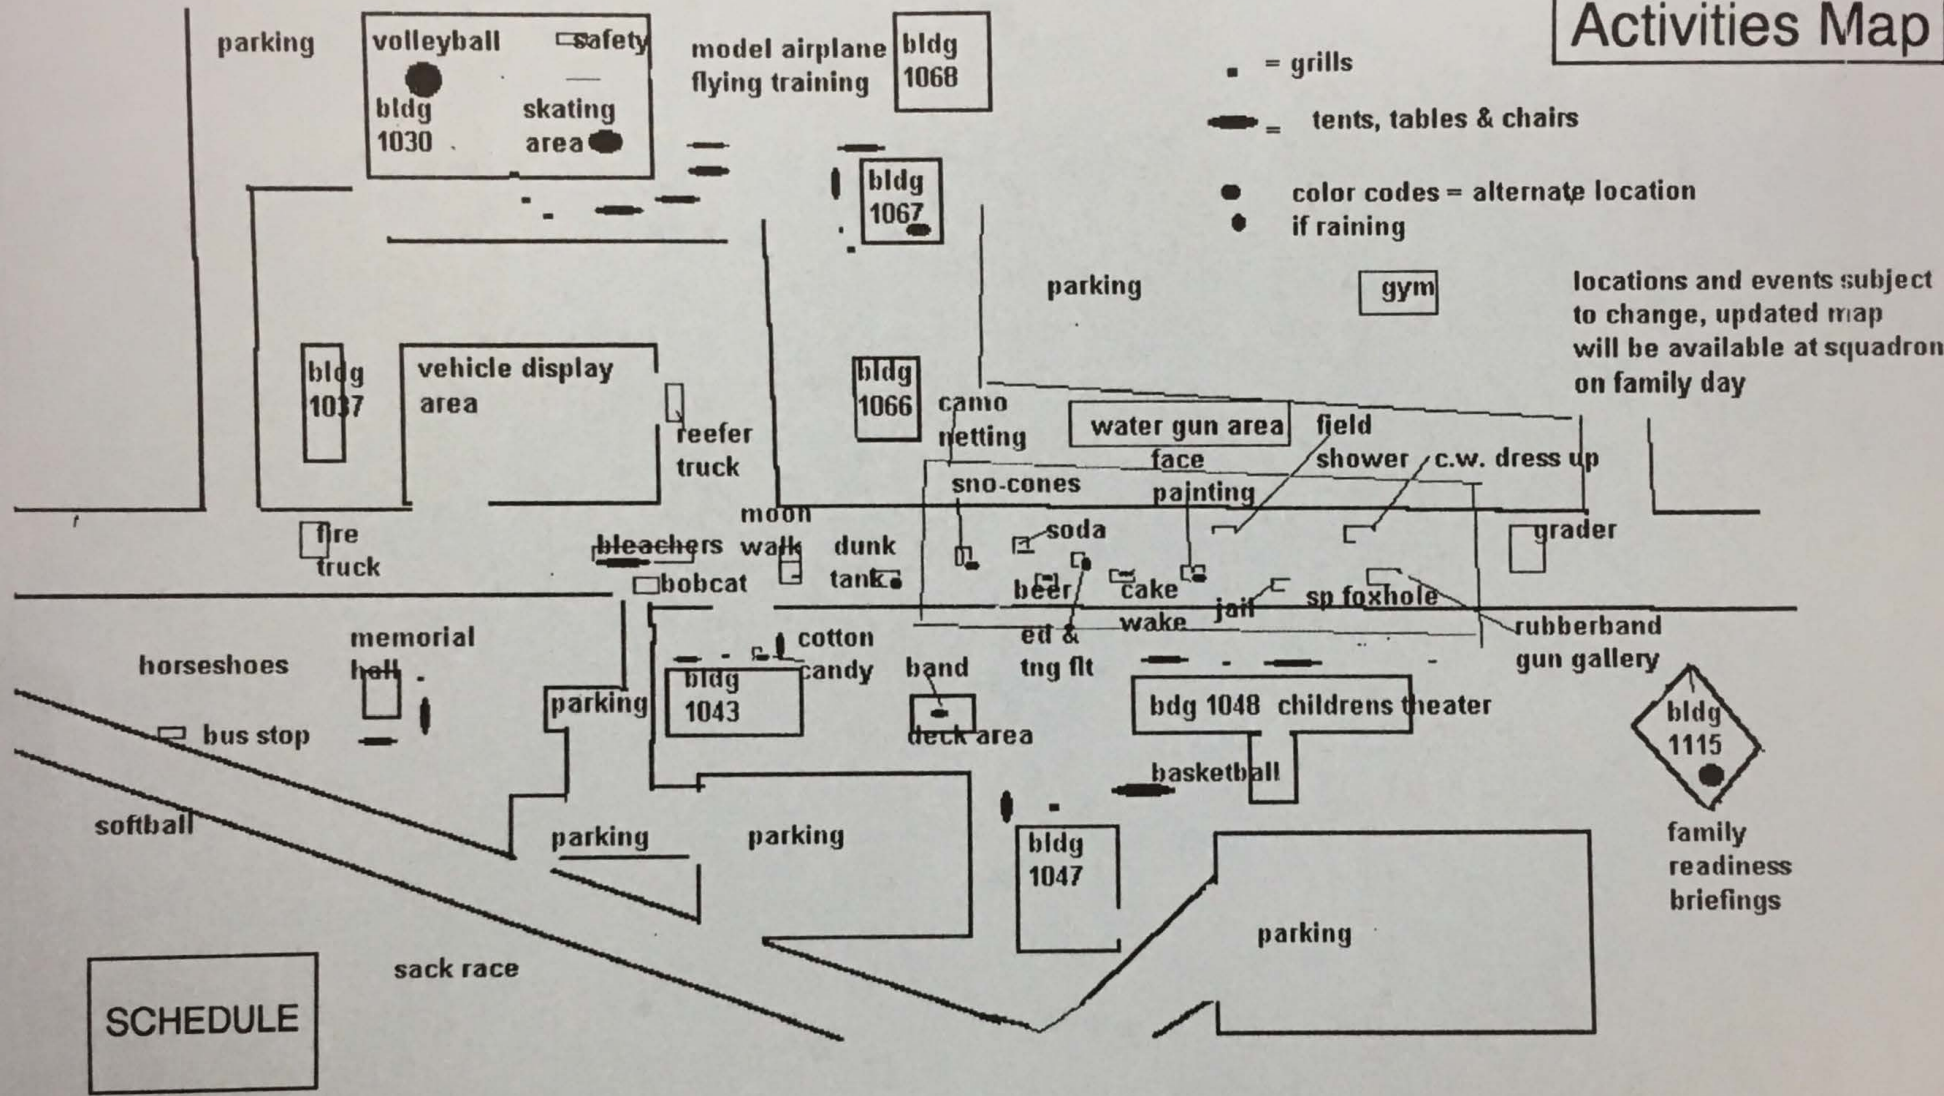 Activities Map
= grills
= tents, tables & chairs
color codes = alternate location
if raining
locations and events subject
to change, updated map
will be available at squadron
on family day
parking
volleyball
safety
bldg
1030
skating
area
model airplane
flying training
bldg
1068
bldg
1067
parking
gym
bldg
1037
vehicle display
area
reefer
truck
bldg
1066
camo
netting
water gun area
field
shower
c.w. dress up
face
painting
sno-cones
fire
truck
bleachers
moon
walk
dunk
tank
soda
grader
bobcat
beer
cake
wake
jail
sp foxhole
rubberband
gun gallery
horseshoes
memorial
hall
cotton
candy
band
ed &
tng flt
bus stop
parking
bldg
1043
deck area
bdg 1048 childrens theater
bldg
1115
basketball
softball
parking
parking
bldg
1047
family
readiness
briefings
parking
sack race
SCHEDULE